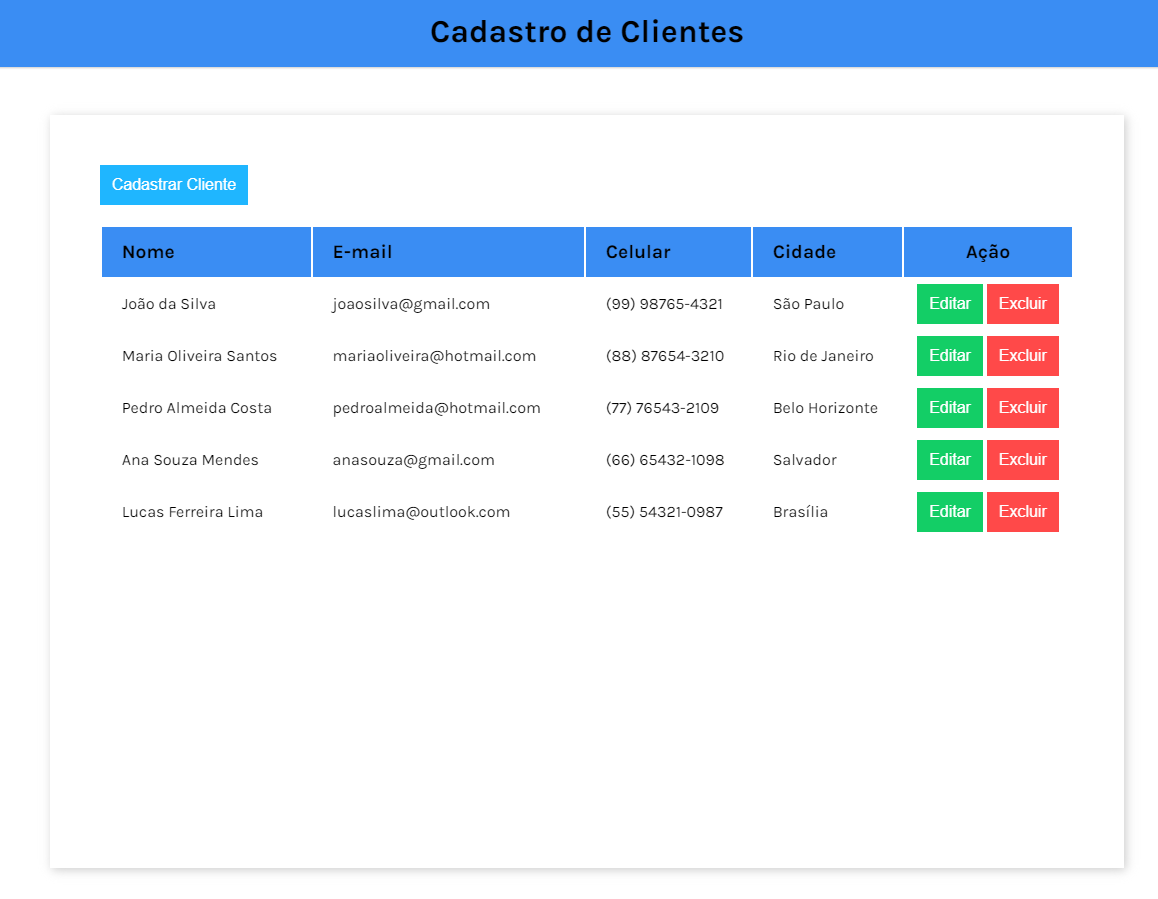 Cadastro de Clientes
Cadastrar Cliente
Nome E-mail Celular Cidade Ação
João da Silva joaosilva@gmail.com (99) 98765-4321 São Paulo Editar Excluir
Maria Oliveira Santos mariaoliveira@hotmail.com (88) 87654-3210 Rio de Janeiro Editar Excluir
Pedro Almeida Costa pedroalmeida@hotmail.com (77) 76543-2109 Belo Horizonte Editar Excluir
Ana Souza Mendes anasouza@gmail.com (66) 65432-1098 Salvador Editar Excluir
Lucas Ferreira Lima lucaslima@outlook.com (55) 54321-0987 Brasília Editar Excluir